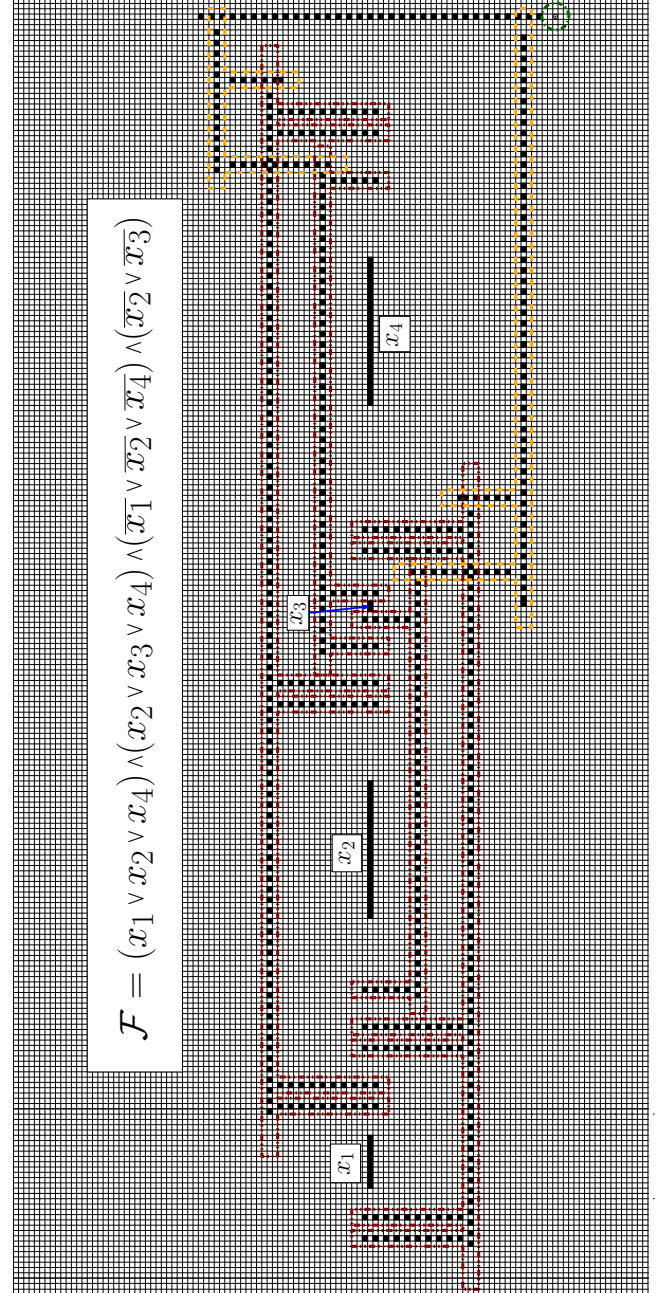 𝓕 = (x₁ ∨ x₂ ∨ x₄) ∧ (x₂ ∨ x₃ ∨ x₄) ∧ (x̅₁ ∨ x̅₂ ∨ x̅₄) ∧ (x̅₂ ∨ x̅₃)
x₁
x₂
x₃
x₄